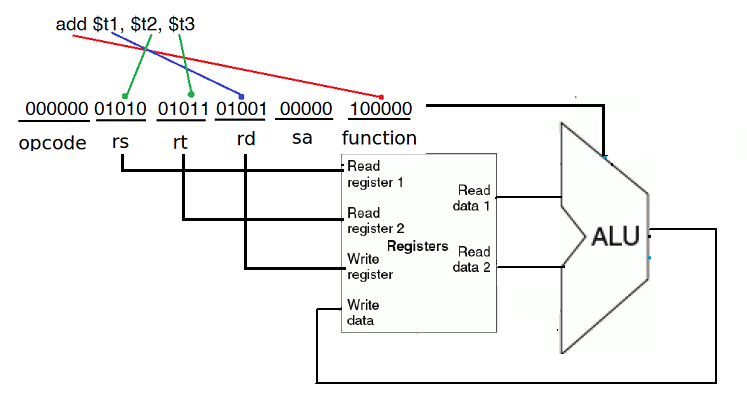 add $t1, $t2, $t3
000000 01010 01011 01001 00000 100000
opcode rs rt rd sa function
Read
register 1
Read
data 1
Read
register 2
Registers
Read
data 2
Write
register
Write
data
ALU